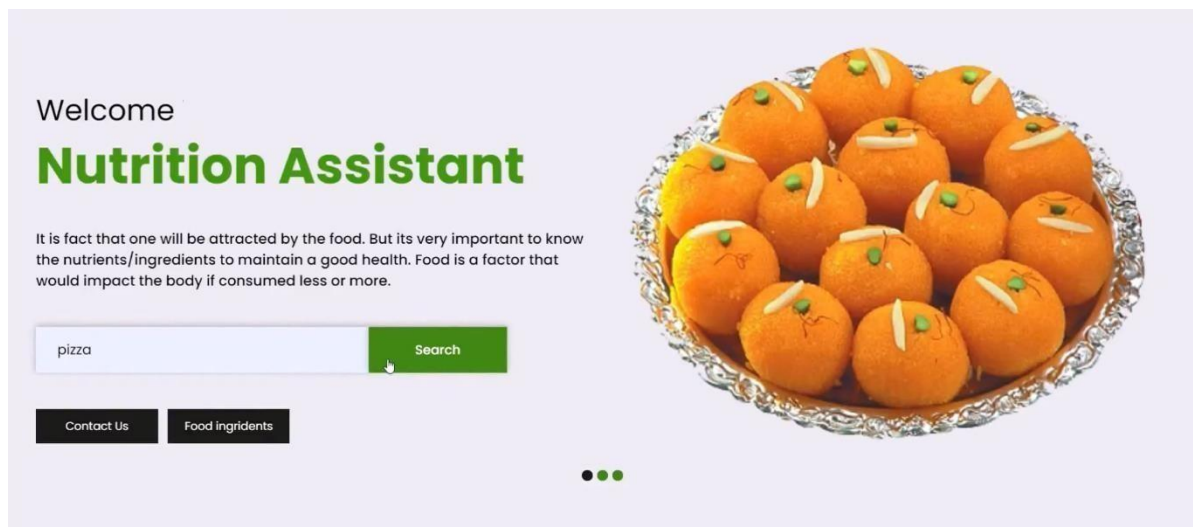 Welcome
Nutrition Assistant
It is fact that one will be attracted by the food. But its very important to know
the nutrients/ingredients to maintain a good health. Food is a factor that
would impact the body if consumed less or more.
pizza
Search
Contact Us
Food ingridents